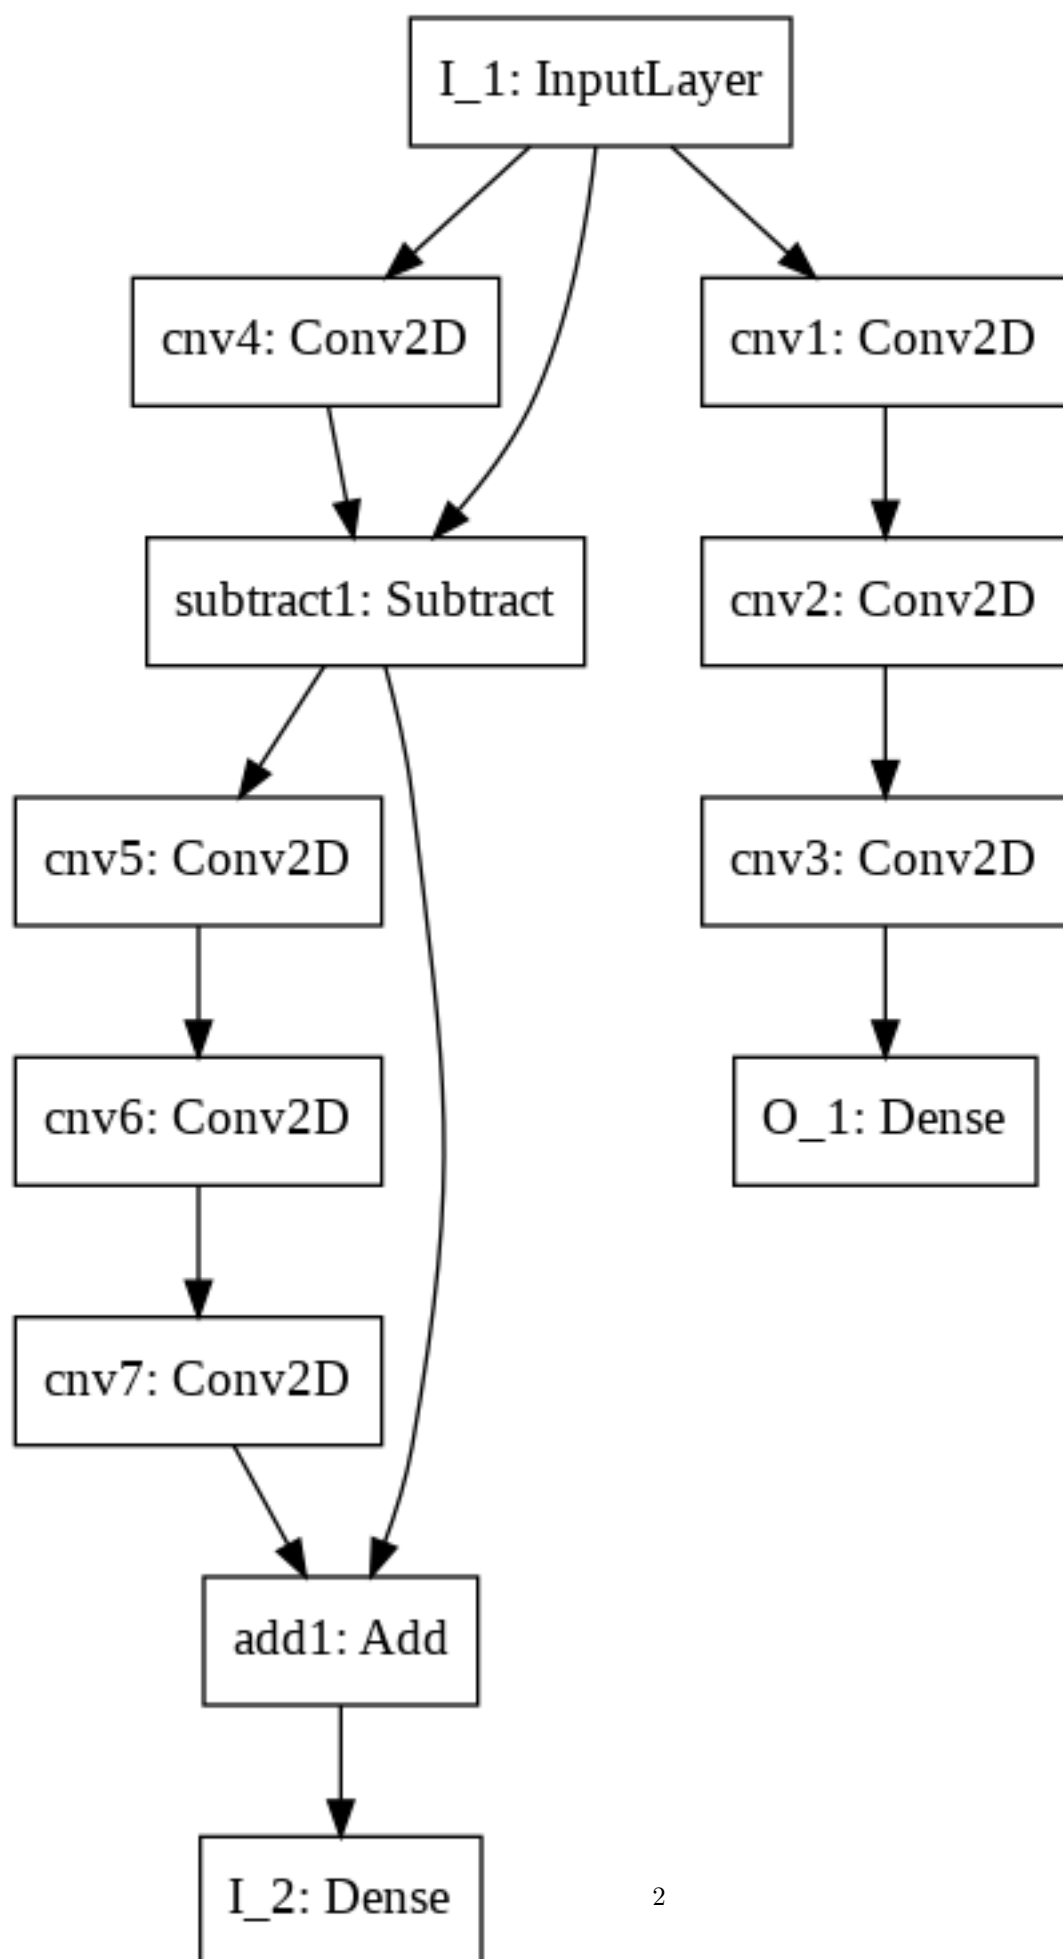 I_1: InputLayer
cnv4: Conv2D
cnv1: Conv2D
subtract1: Subtract
cnv2: Conv2D
cnv5: Conv2D
cnv3: Conv2D
cnv6: Conv2D
O_1: Dense
cnv7: Conv2D
add1: Add
I_2: Dense
2